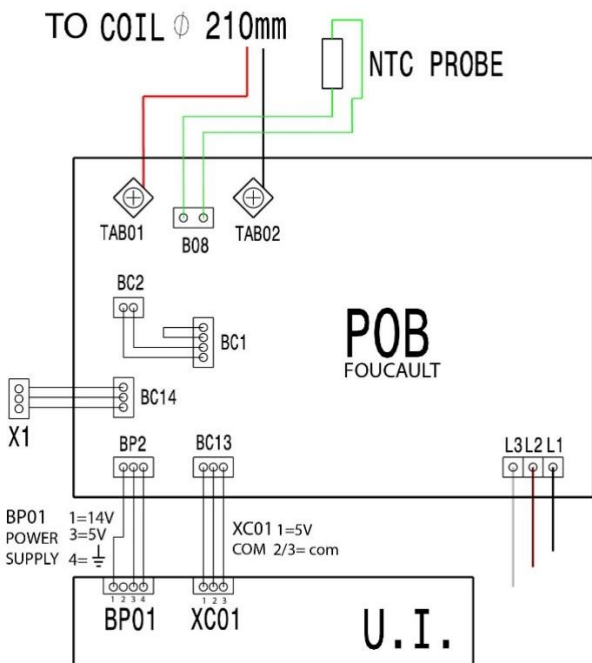 TO COIL ϕ 210mm
NTC PROBE
TAB01
B08
TAB02
BC2
BC1
POB
FOUCAULT
X1
BC14
BP2
BC13
L3 L2 L1
BP01 1=14V
POWER 3=5V
SUPPLY 4=
XC01 1=5V
COM 2/3= com
1 2 3 4
1 2 3
BP01
XC01
U.I.